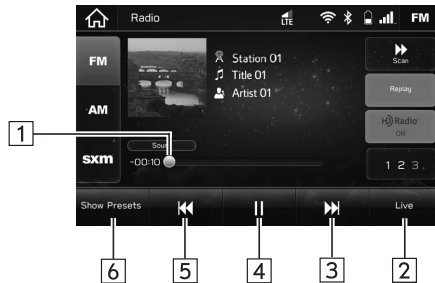 Radio
LTE
FM
FM
AM
sxm
Station 01
Title 01
Artist 01
Scan
Replay
HD Radio
ON
1 2 3
1
-00:10
Show Presets
Live
6
5
4
3
2